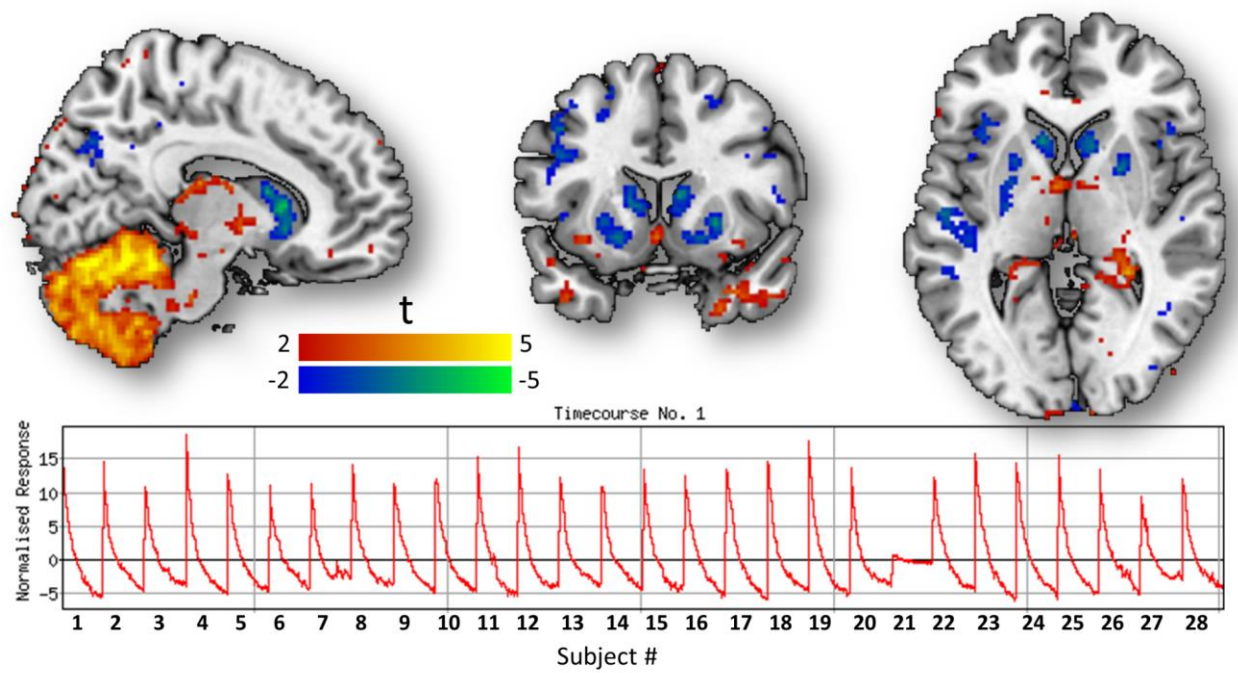 t
2 5
-2 -5
Timecourse No. 1
Normalised Response
15
10
5
0
-5
1 2 3 4 5 6 7 8 9 10 11 12 13 14 15 16 17 18 19 20 21 22 23 24 25 26 27 28
Subject #